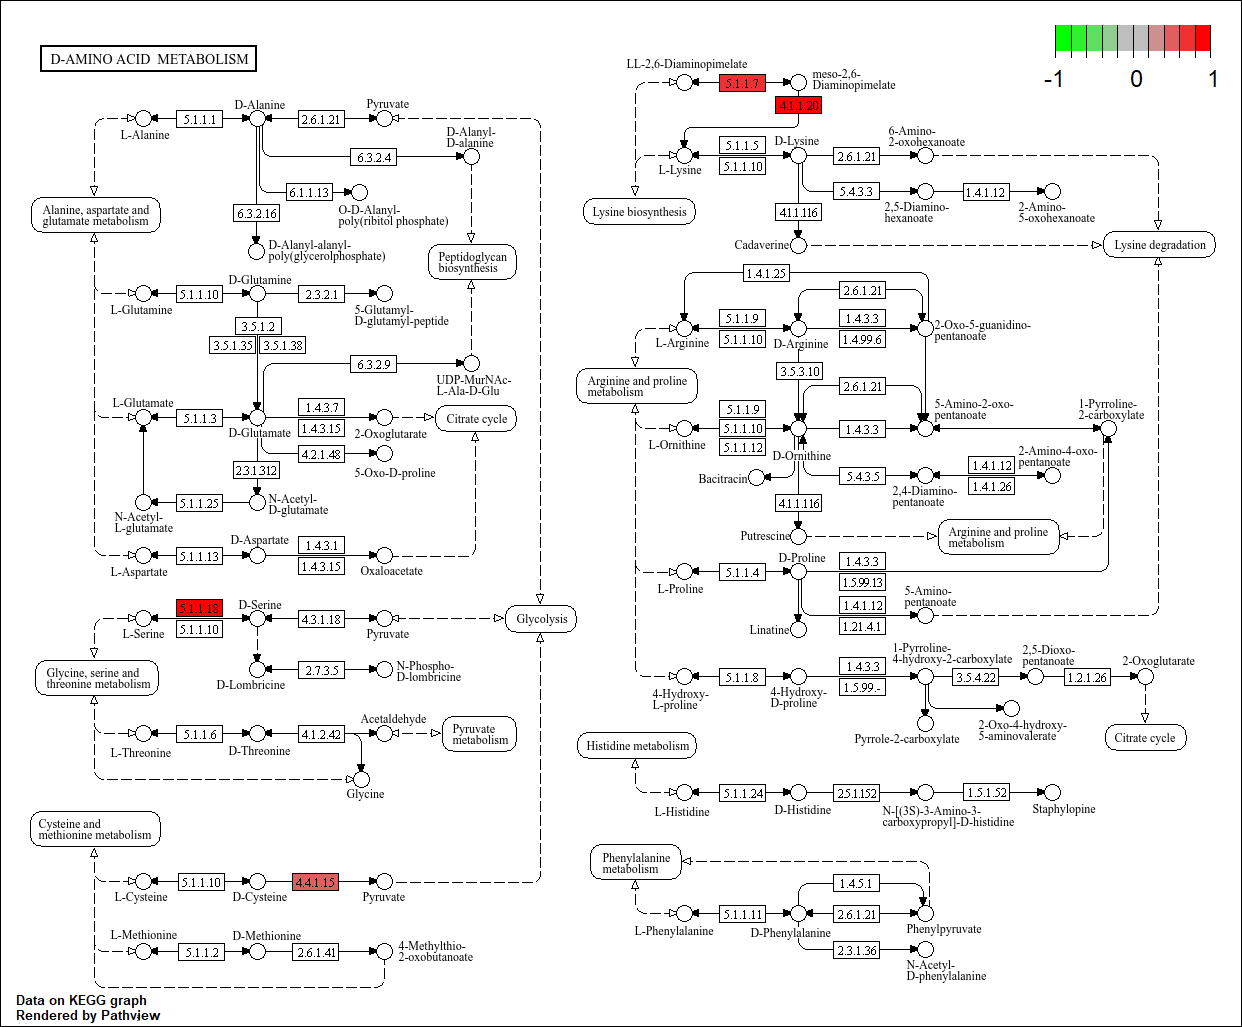 D-AMINO ACID METABOLISM
-1 0 1
D-Alanine
Pyruvate
5.1.1.1
2.6.1.21
L-Alanine
D-Alanyl-
D-alanine
6.3.2.4
6.1.1.13
O-D-Alanyl-
poly(ribitol phosphate)
6.3.2.16
D-Alanyl-alanyl-
poly(glycerolphosphate)
Alanine, aspartate and
glutamate metabolism
Peptidoglycan
biosynthesis
D-Glutamine
5.1.1.10
2.3.2.1
L-Glutamine
5-Glutamyl-
D-glutamyl-peptide
3.5.1.2
3.5.1.35
3.5.1.38
6.3.2.9
UDP-MurNAc-
L-Ala-D-Glu
L-Glutamate
5.1.1.3
D-Glutamate
1.4.3.7
1.4.3.15
2-Oxoglutarate
Citrate cycle
4.2.1.48
5-Oxo-D-proline
2.3.1.312
5.1.1.25
N-Acetyl-
D-glutamate
N-Acetyl-
L-glutamate
D-Aspartate
5.1.1.13
1.4.3.1
1.4.3.15
L-Aspartate
Oxaloacetate
5.1.1.18
5.1.1.10
D-Serine
4.3.1.18
L-Serine
Pyruvate
Glycolysis
Glycine, serine and
threonine metabolism
2.7.3.5
D-Lombricine
N-Phospho-
D-lombricine
5.1.1.6
4.1.2.42
Acetaldehyde
L-Threonine
D-Threonine
Pyruvate
metabolism
Glycine
Cysteine and
methionine metabolism
5.1.1.10
4.4.1.15
L-Cysteine
D-Cysteine
Pyruvate
L-Methionine
D-Methionine
5.1.1.2
2.6.1.41
4-Methylthio-
2-oxobutanoate
LL-2,6-Diaminopimelate
5.1.1.7
meso-2,6-
Diaminopimelate
4.1.1.20
5.1.1.5
5.1.1.10
L-Lysine
D-Lysine
2.6.1.21
6-Amino-
2-oxohexanoate
5.4.3.3
2,5-Diamino-
hexanoate
1.4.1.12
2-Amino-
5-oxohexanoate
Lysine biosynthesis
4.1.1.116
Cadaverine
Lysine degradation
1.4.1.25
2.6.1.21
5.1.1.9
5.1.1.10
L-Arginine
D-Arginine
1.4.3.3
1.4.99.6
2-Oxo-5-guanidino-
pentanoate
3.5.3.10
Arginine and proline
metabolism
2.6.1.21
5.1.1.9
5.1.1.10
5.1.1.12
L-Ornithine
D-Ornithine
1.4.3.3
5-Amino-2-oxo-
pentanoate
1-Pyrroline-
2-carboxylate
Bacitracin
5.4.3.5
2,4-Diamino-
pentanoate
1.4.1.12
1.4.1.26
2-Amino-4-oxo-
pentanoate
4.1.1.116
Putrescine
Arginine and proline
metabolism
D-Proline
5.1.1.4
L-Proline
1.4.3.3
1.5.99.13
1.4.1.12
1.21.4.1
5-Amino-
pentanoate
Linatine
5.1.1.8
4-Hydroxy-
L-proline
4-Hydroxy-
D-proline
1.4.3.3
1.5.99.-
1-Pyrroline-
4-hydroxy-2-carboxylate
3.5.4.22
2,5-Dioxo-
pentanoate
1.2.1.26
2-Oxoglutarate
Pyrrole-2-carboxylate
2-Oxo-4-hydroxy-
5-aminovalerate
Citrate cycle
Histidine metabolism
5.1.1.24
2.5.1.152
1.5.1.52
L-Histidine
D-Histidine
N-[(3S)-3-Amino-3-
carboxypropyl]-D-histidine
Staphylopine
Phenylalanine
metabolism
1.4.5.1
5.1.1.11
2.6.1.21
L-Phenylalanine
D-Phenylalanine
Phenylpyruvate
2.3.1.36
N-Acetyl-
D-phenylalanine
Data on KEGG graph
Rendered by Pathview